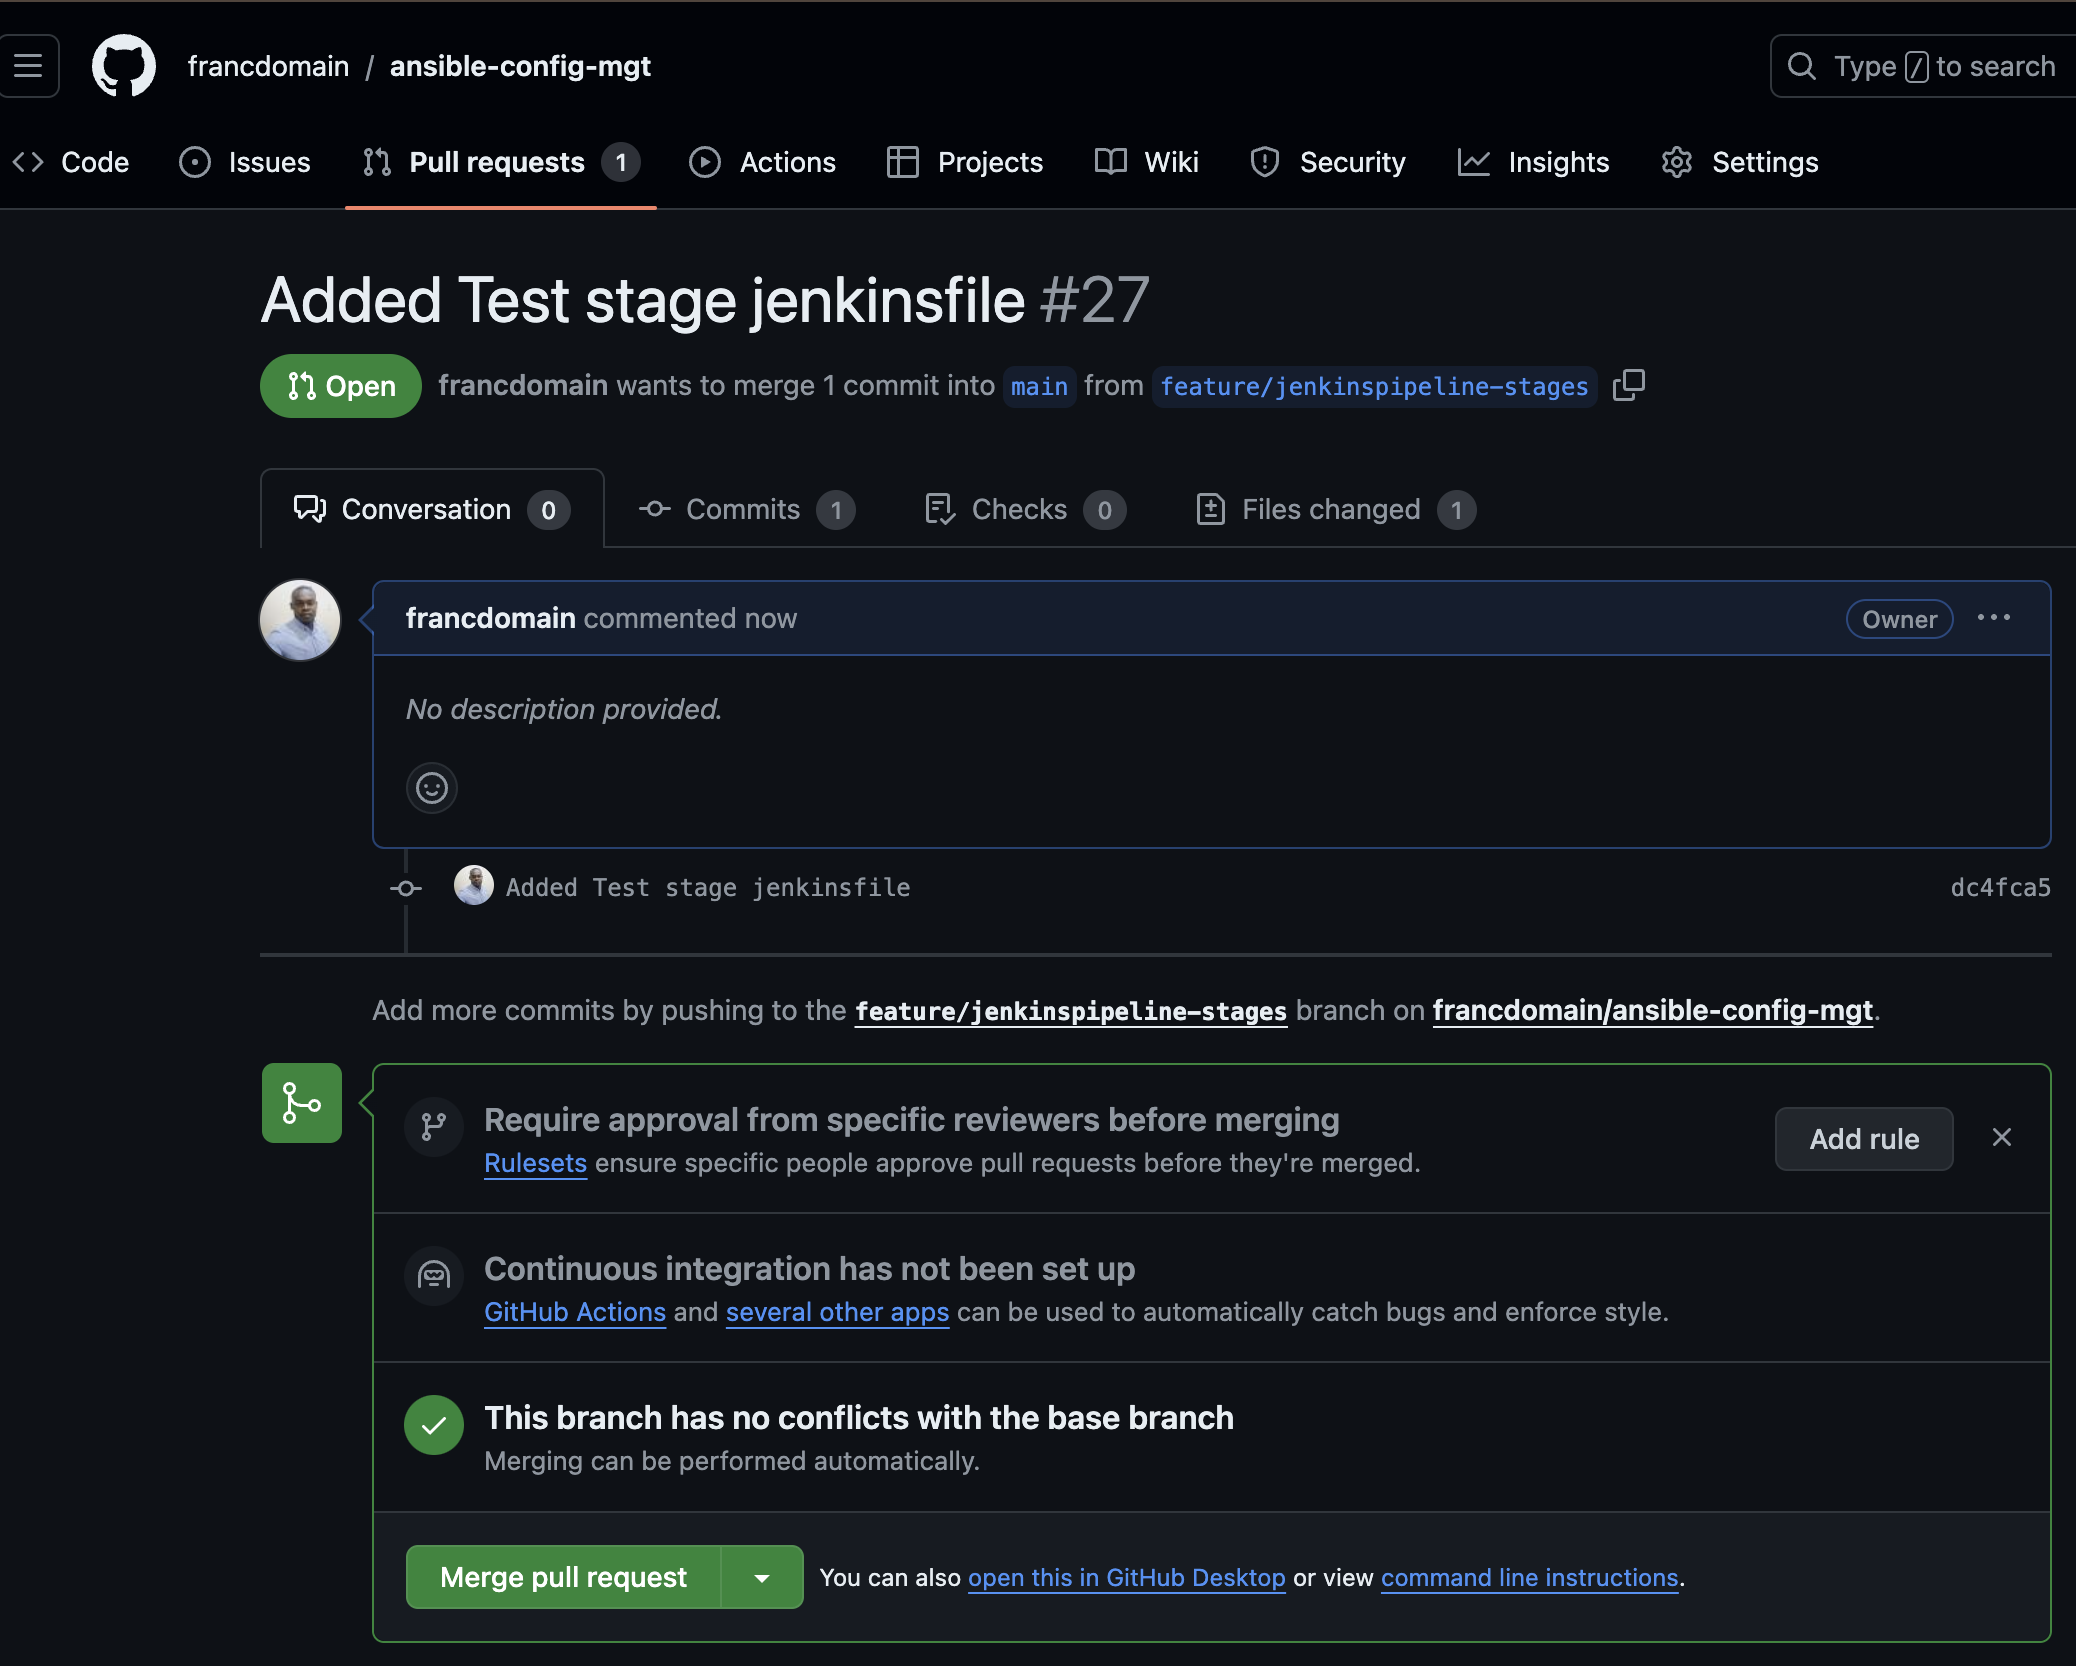 francdomain / ansible-config-mgt
Type / to search
Code Issues Pull requests 1 Actions Projects Wiki Security Insights Settings
Added Test stage jenkinsfile #27
Open francdomain wants to merge 1 commit into main from feature/jenkinspipeline-stages
Conversation 0 Commits 1 Checks 0 Files changed 1
francdomain commented now Owner
No description provided.
Added Test stage jenkinsfile dc4fca5
Add more commits by pushing to the feature/jenkinspipeline-stages branch on francdomain/ansible-config-mgt.
Require approval from specific reviewers before merging
Rulesets ensure specific people approve pull requests before they're merged.
Add rule
Continuous integration has not been set up
GitHub Actions and several other apps can be used to automatically catch bugs and enforce style.
This branch has no conflicts with the base branch
Merging can be performed automatically.
Merge pull request You can also open this in GitHub Desktop or view command line instructions.